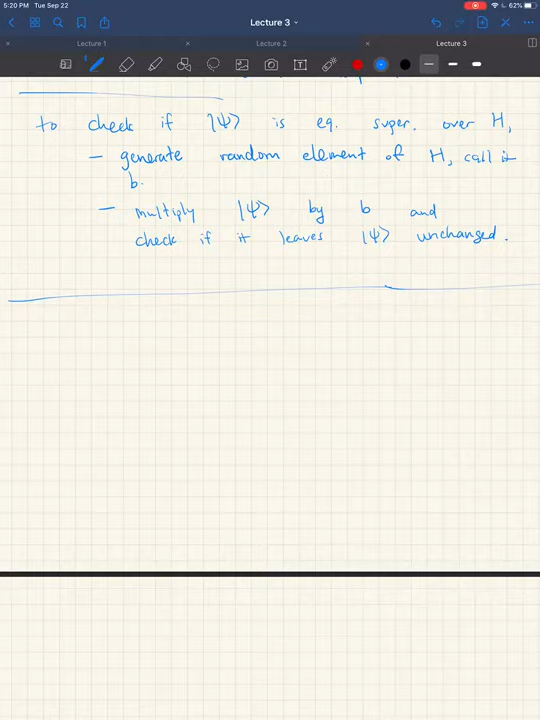 5:20 PM Tue Sep 22
62%
Lecture 3
Lecture 1
Lecture 2
Lecture 3
to check if |Ψ⟩ is eq. super. over H,
— generate random element of H, call it
b.
— multiply |Ψ⟩ by b and
check if it leaves |Ψ⟩ unchanged.